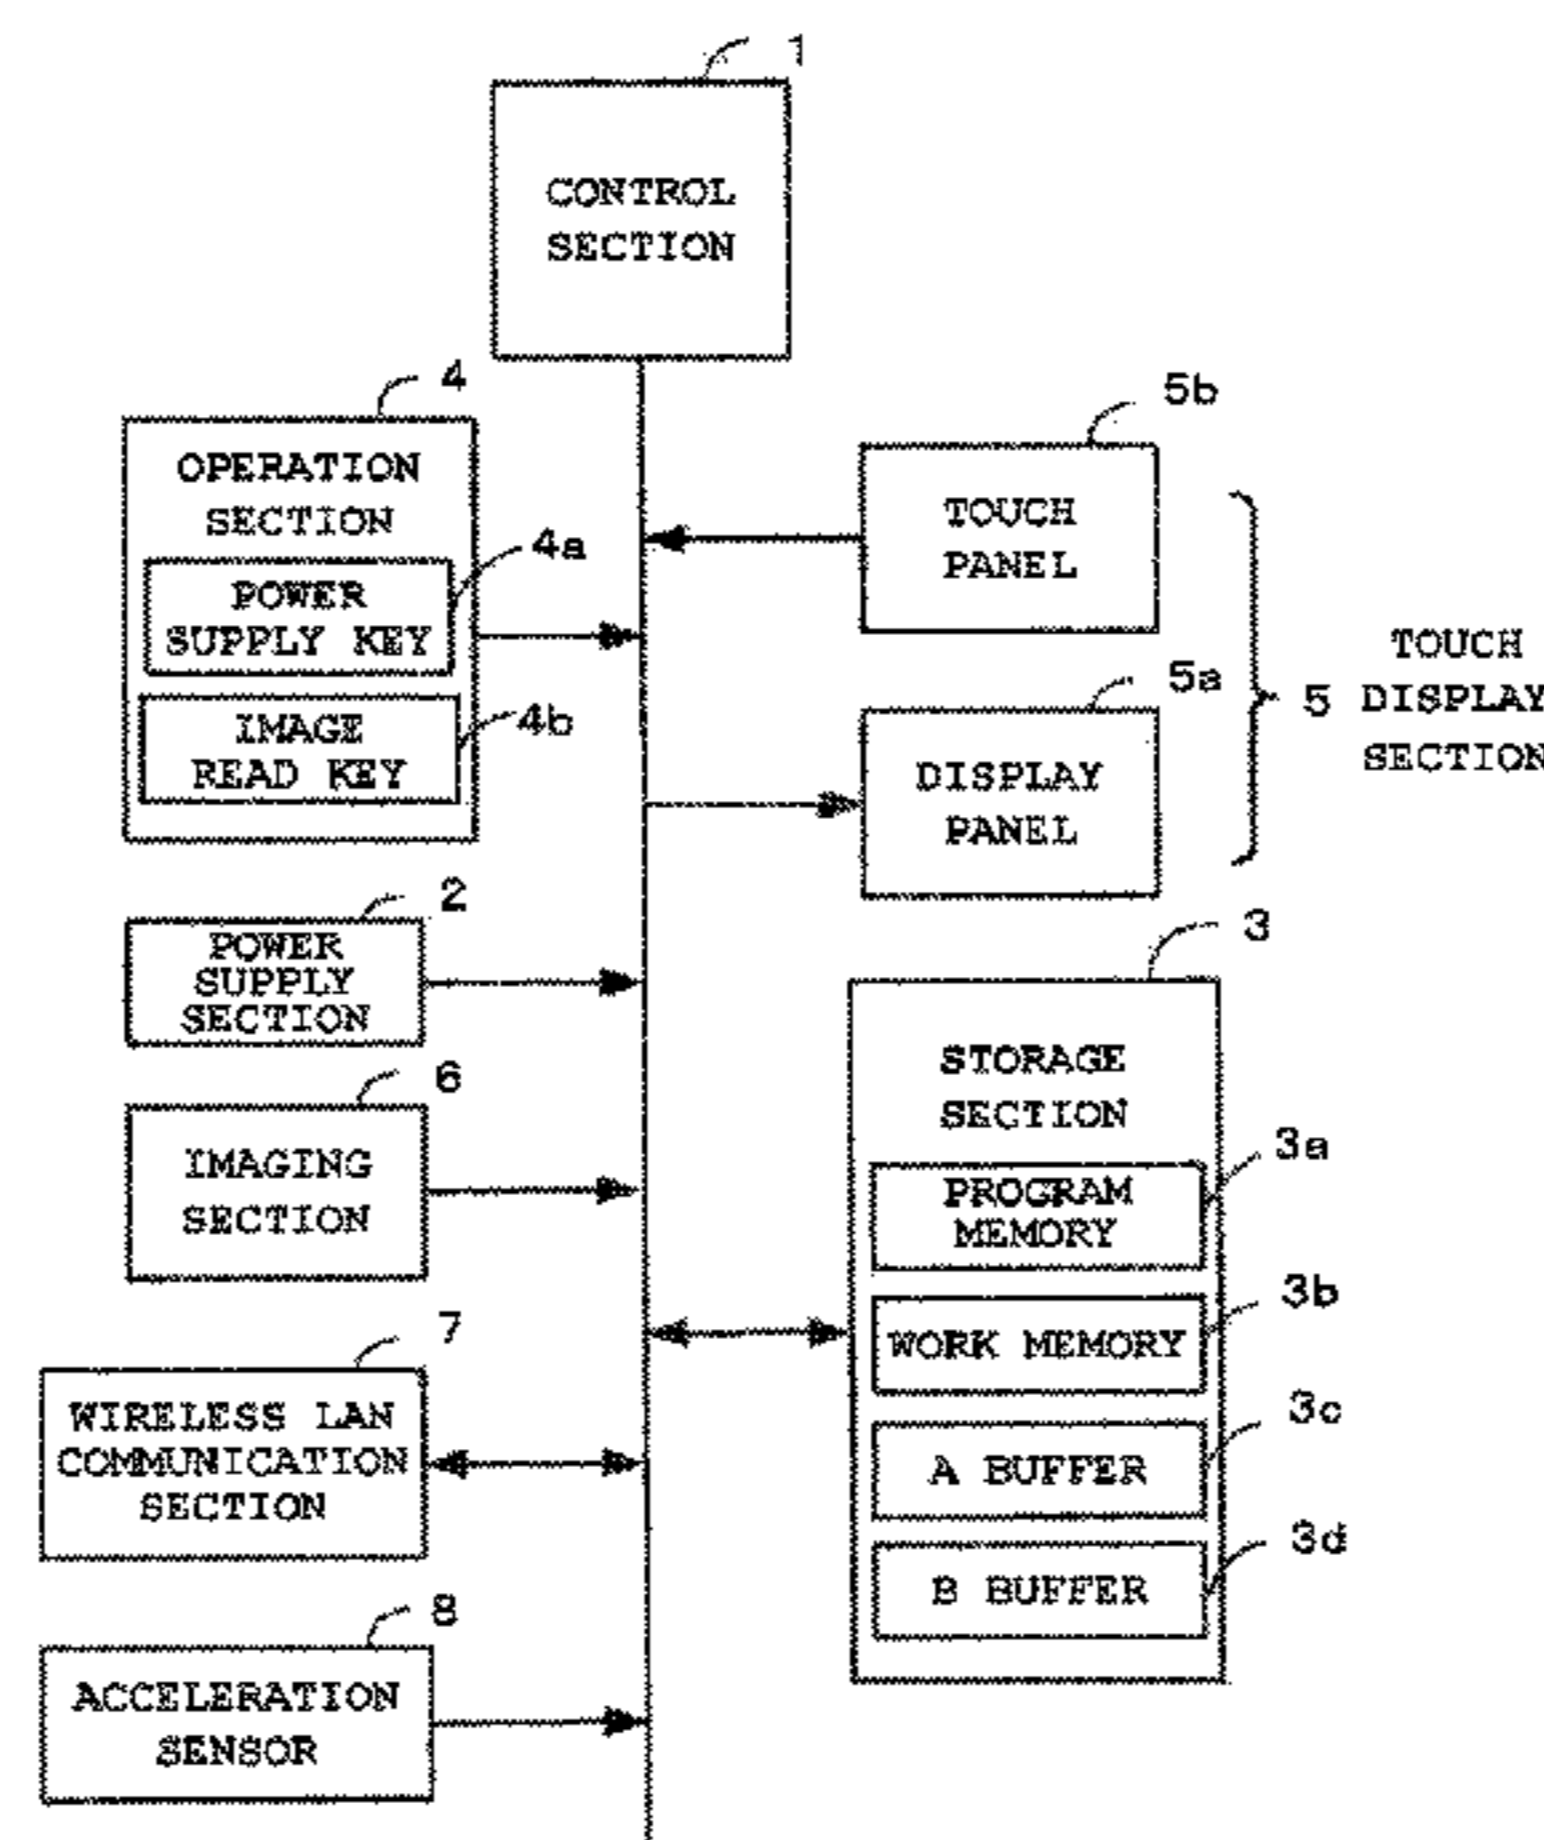 1
CONTROL
SECTION
4
OPERATION
SECTION
4a
POWER
SUPPLY KEY
4b
IMAGE
READ KEY
5b
TOUCH
PANEL
5a
DISPLAY
PANEL
5 TOUCH
DISPLAY
SECTION
2
POWER
SUPPLY
SECTION
6
IMAGING
SECTION
7
WIRELESS LAN
COMMUNICATION
SECTION
8
ACCELERATION
SENSOR
3
STORAGE
SECTION
3a
PROGRAM
MEMORY
3b
WORK MEMORY
3c
A BUFFER
3d
B BUFFER